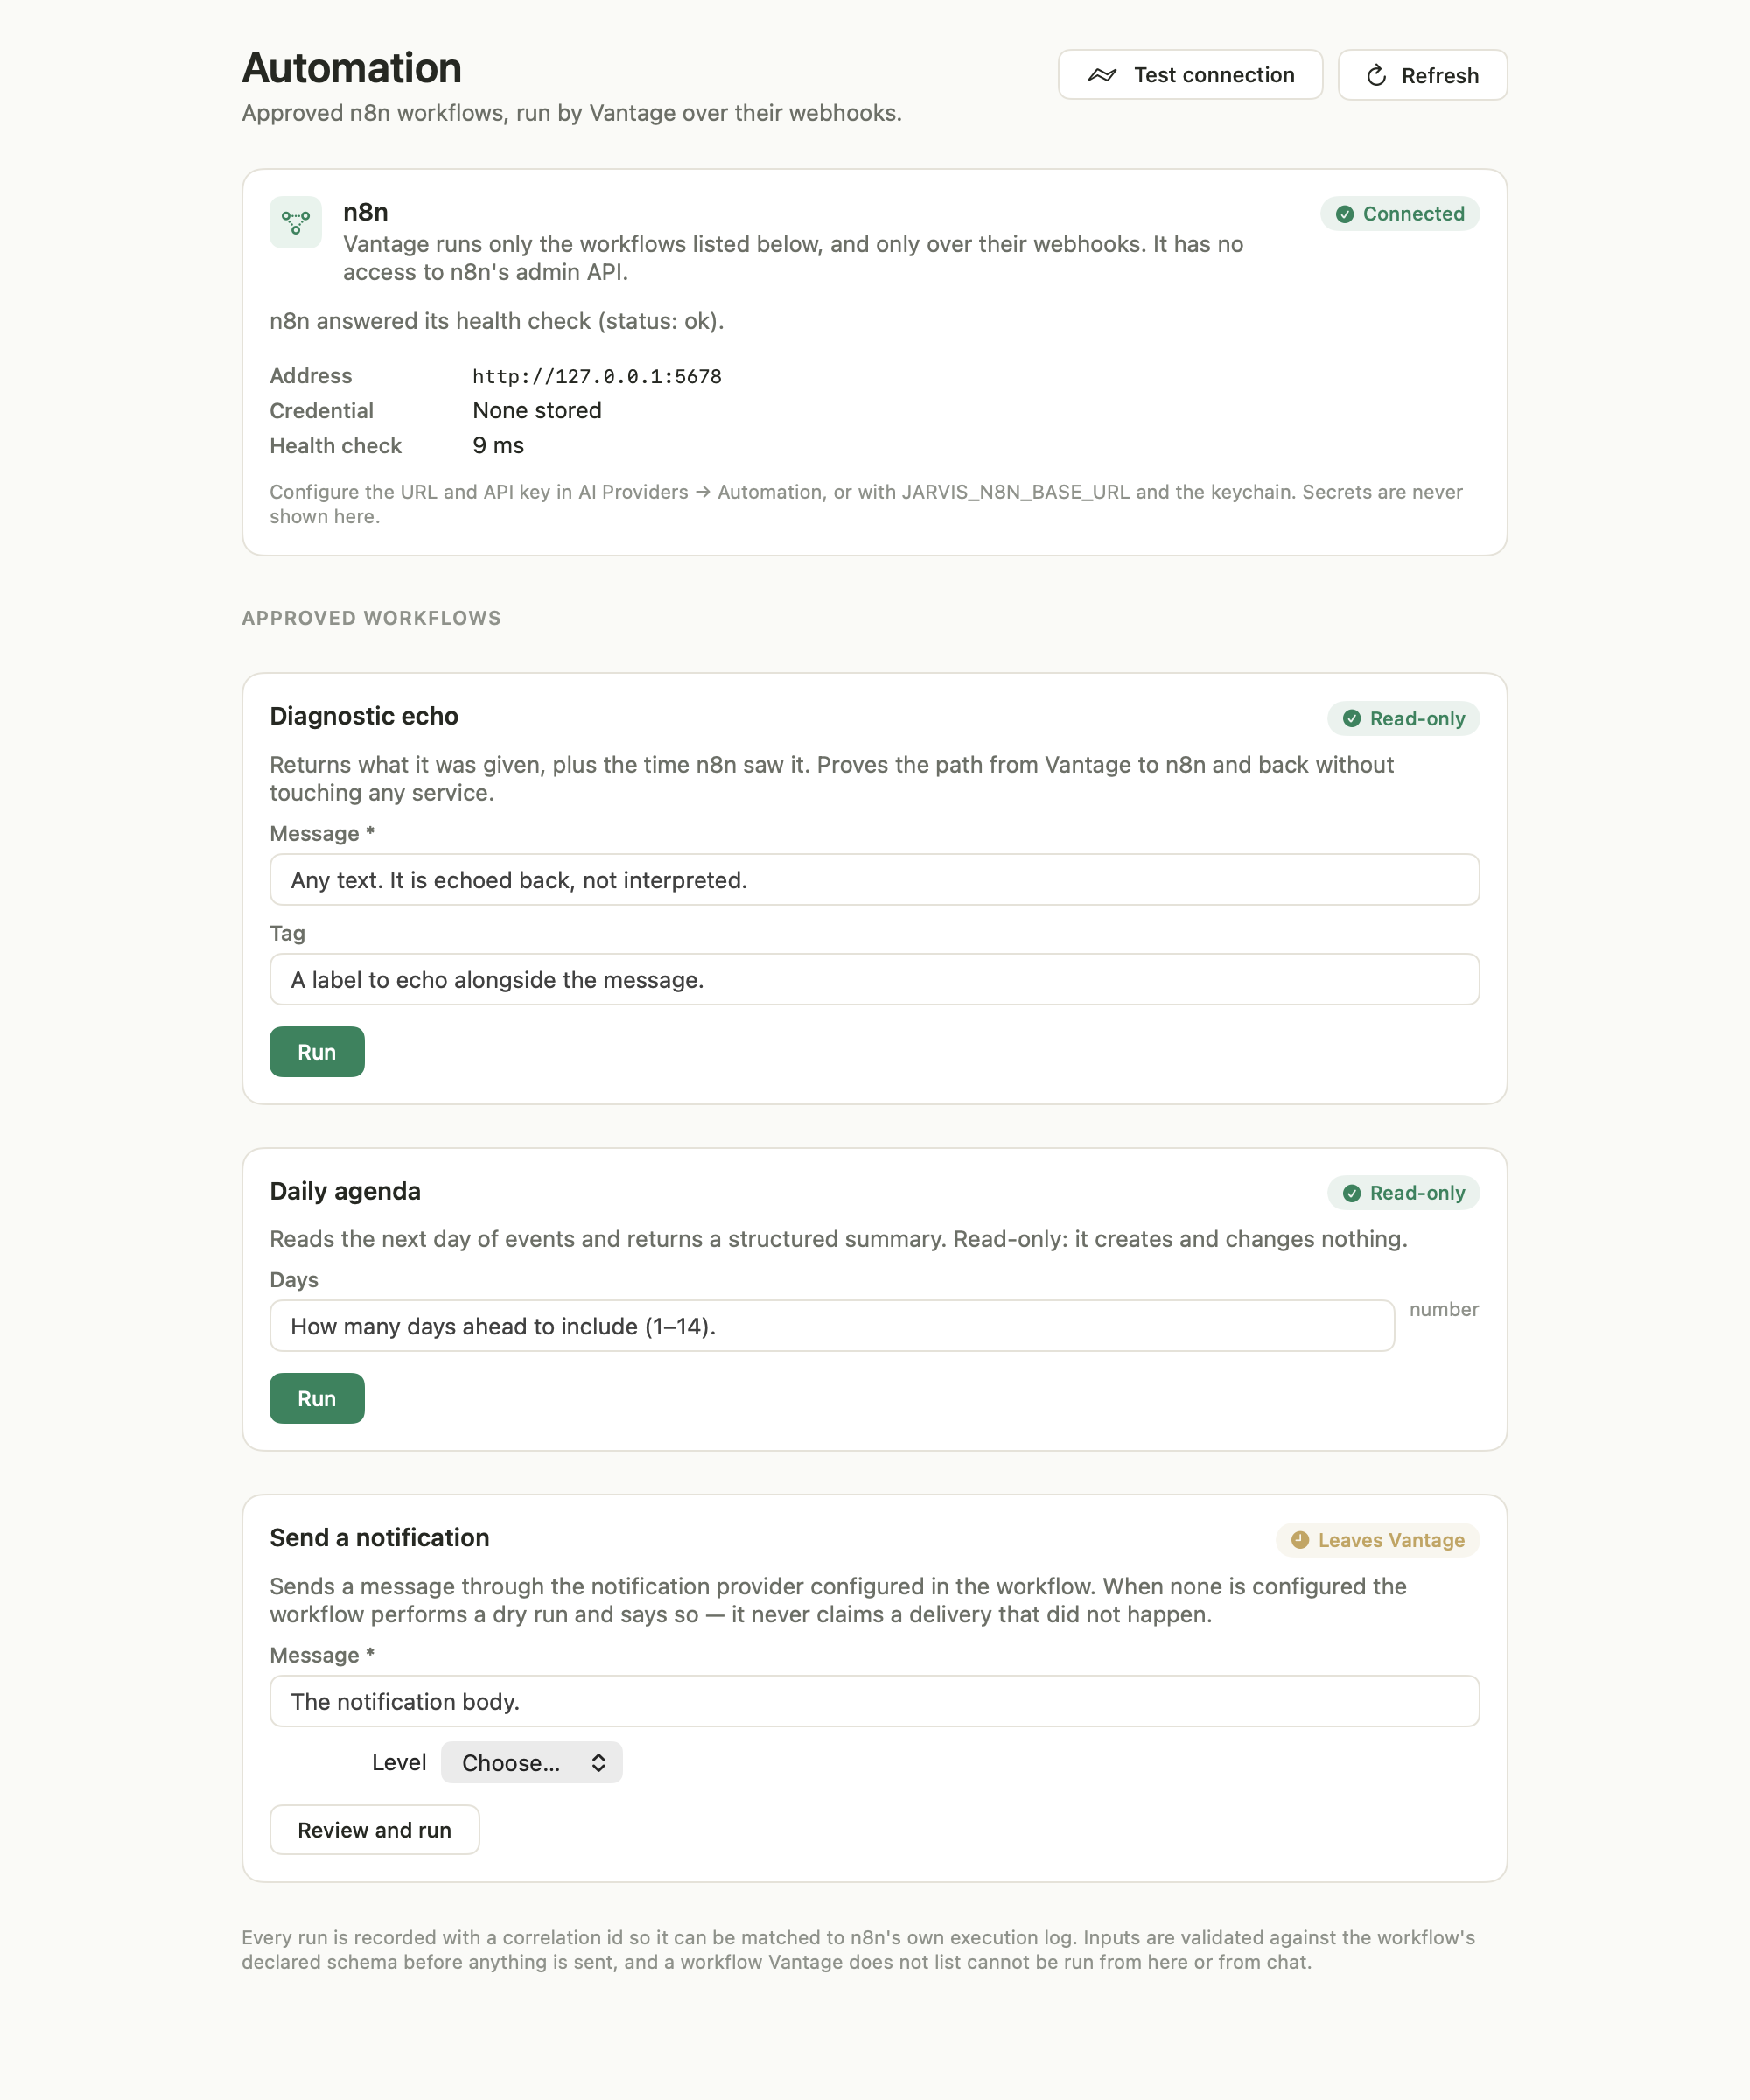 Automation
Test connection
Refresh
Approved n8n workflows, run by Vantage over their webhooks.
n8n
Connected
Vantage runs only the workflows listed below, and only over their webhooks. It has no
access to n8n's admin API.
n8n answered its health check (status: ok).
Address http://127.0.0.1:5678
Credential None stored
Health check 9 ms
Configure the URL and API key in AI Providers → Automation, or with JARVIS_N8N_BASE_URL and the keychain. Secrets are never
shown here.
APPROVED WORKFLOWS
Diagnostic echo
Read-only
Returns what it was given, plus the time n8n saw it. Proves the path from Vantage to n8n and back without
touching any service.
Message *
Any text. It is echoed back, not interpreted.
Tag
A label to echo alongside the message.
Run
Daily agenda
Read-only
Reads the next day of events and returns a structured summary. Read-only: it creates and changes nothing.
Days
How many days ahead to include (1–14).
number
Run
Send a notification
Leaves Vantage
Sends a message through the notification provider configured in the workflow. When none is configured the
workflow performs a dry run and says so — it never claims a delivery that did not happen.
Message *
The notification body.
Level Choose...
Review and run
Every run is recorded with a correlation id so it can be matched to n8n's own execution log. Inputs are validated against the workflow's
declared schema before anything is sent, and a workflow Vantage does not list cannot be run from here or from chat.